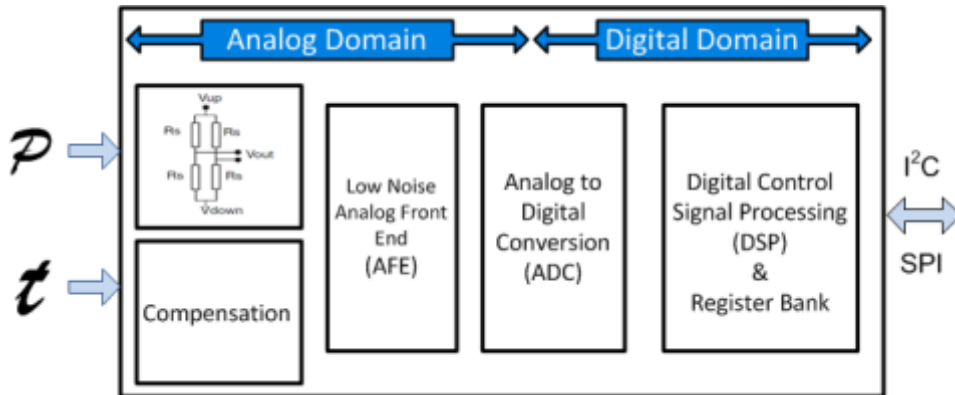 Analog Domain
Digital Domain
P
t
Vup
Rs
Rs
Vout
Rs
Rs
Vdown
Compensation
Low Noise
Analog Front
End
(AFE)
Analog to
Digital
Conversion
(ADC)
Digital Control
Signal Processing
(DSP)
&
Register Bank
I²C
SPI